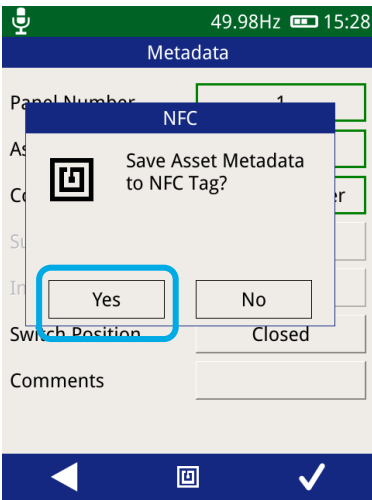 49.98Hz 15:28
Metadata
Panel Number 1
NFC
Save Asset Metadata
to NFC Tag?
Yes No
Switch Position Closed
Comments